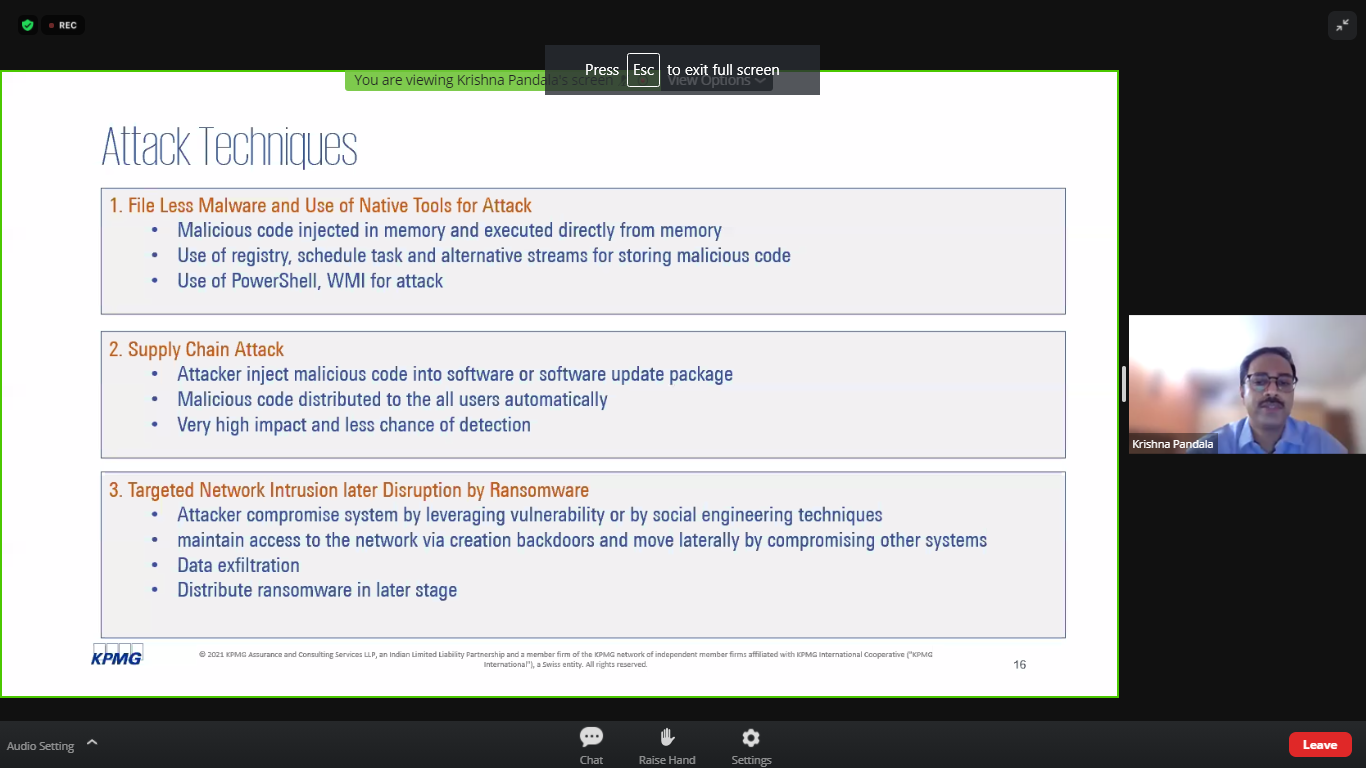 REC
Press Esc to exit full screen
You are viewing Krishna Pandala's screen
View Options
Attack Techniques
1. File Less Malware and Use of Native Tools for Attack
• Malicious code injected in memory and executed directly from memory
• Use of registry, schedule task and alternative streams for storing malicious code
• Use of PowerShell, WMI for attack
2. Supply Chain Attack
• Attacker inject malicious code into software or software update package
• Malicious code distributed to the all users automatically
• Very high impact and less chance of detection
3. Targeted Network Intrusion later Disruption by Ransomware
• Attacker compromise system by leveraging vulnerability or by social engineering techniques
• maintain access to the network via creation backdoors and move laterally by compromising other systems
• Data exfiltration
• Distribute ransomware in later stage
KPMG
© 2021 KPMG Assurance and Consulting Services LLP, an Indian Limited Liability Partnership and a member firm of the KPMG network of independent member firms affiliated with KPMG International Cooperative ("KPMG
International"), a Swiss entity. All rights reserved.
16
Krishna Pandala
Audio Setting
Chat
Raise Hand
Settings
Leave